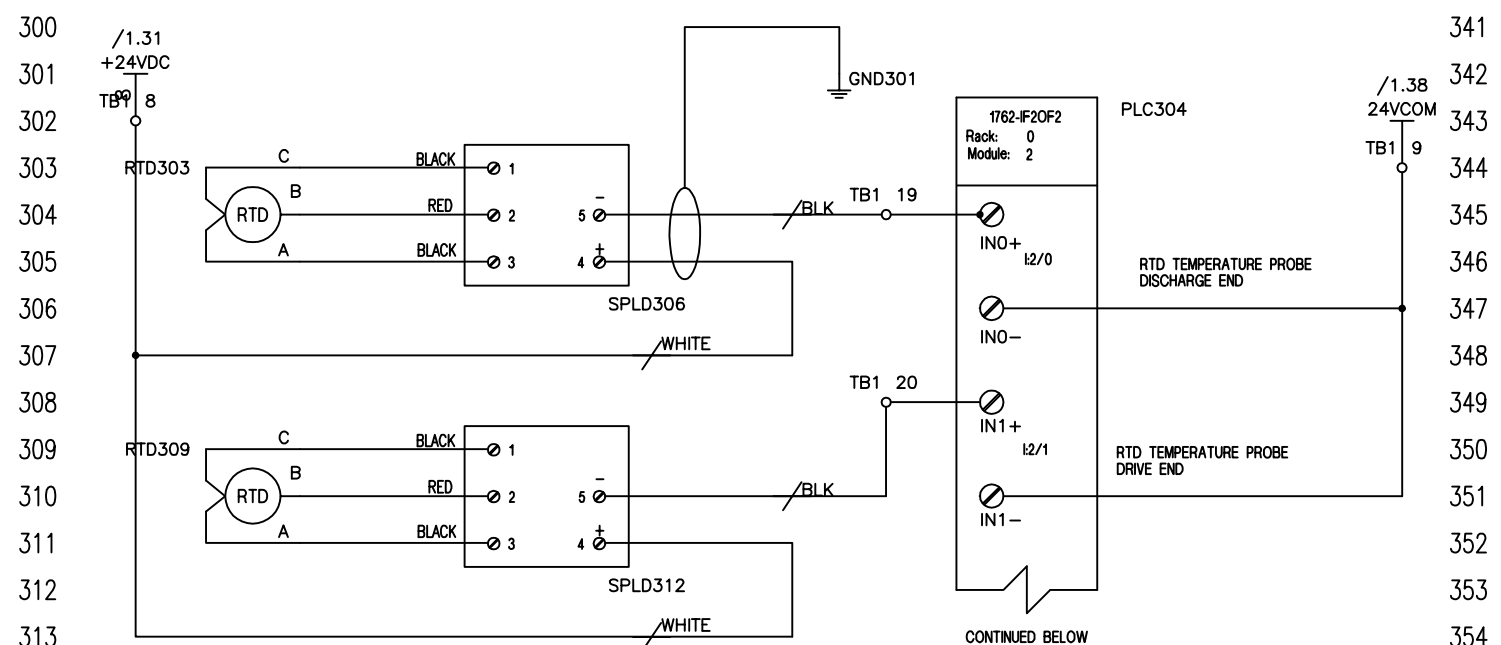 300 341
/1.31
+24VDC
301 342
GND301
8
TB1 8
302 343
1762-IF2OF2
Rack: 0
Module: 2
PLC304
/1.38
24VCOM
303 344
RTD303 C BLACK 1
TB1 9
B
304 345
RTD RED 2 5 - BLK TB1 19
IN0+
I:2/0
305 346
A BLACK 3 4 +
RTD TEMPERATURE PROBE
DISCHARGE END
306 347
SPLD306
IN0-
307 348
WHITE
308 349
TB1 20
IN1+
I:2/1
309 350
RTD309 C BLACK 1
RTD TEMPERATURE PROBE
DRIVE END
B
310 351
RTD RED 2 5 - BLK
IN1-
311 352
A BLACK 3 4 +
312 353
SPLD312
313 354
WHITE
CONTINUED BELOW